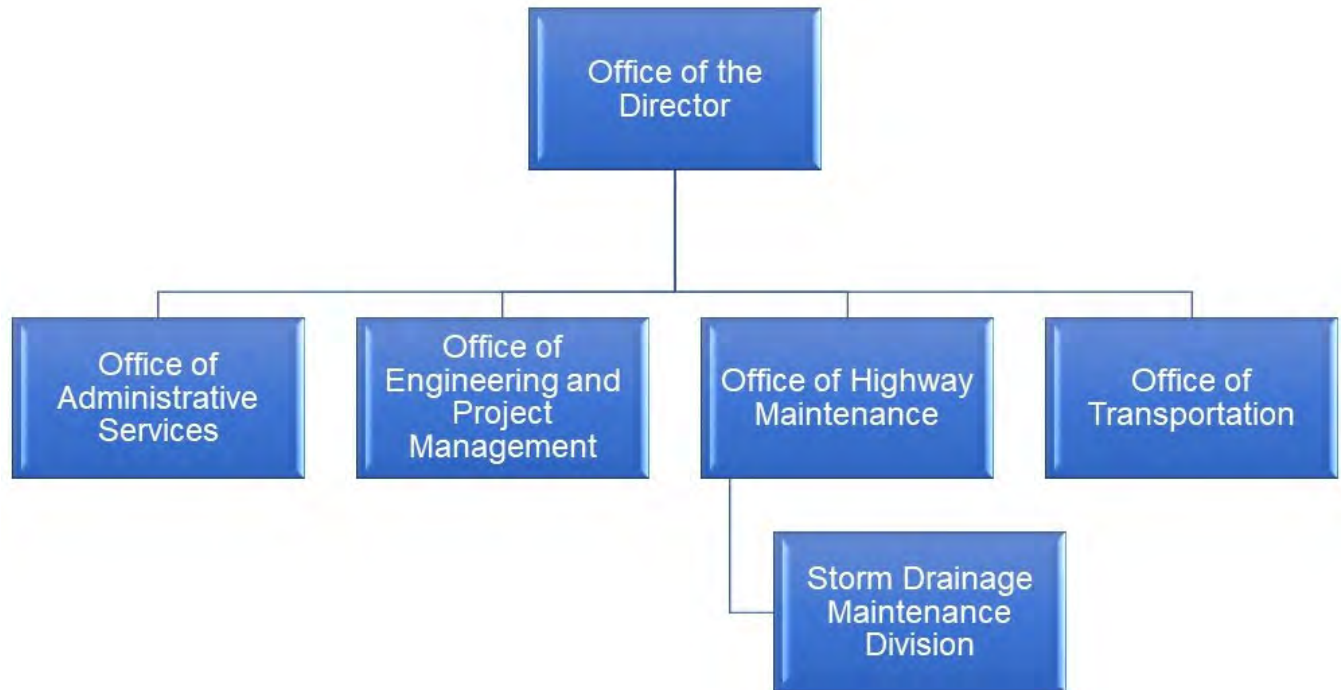 Office of the
Director
Office of
Administrative
Services
Office of
Engineering and
Project
Management
Office of Highway
Maintenance
Office of
Transportation
Storm Drainage
Maintenance
Division